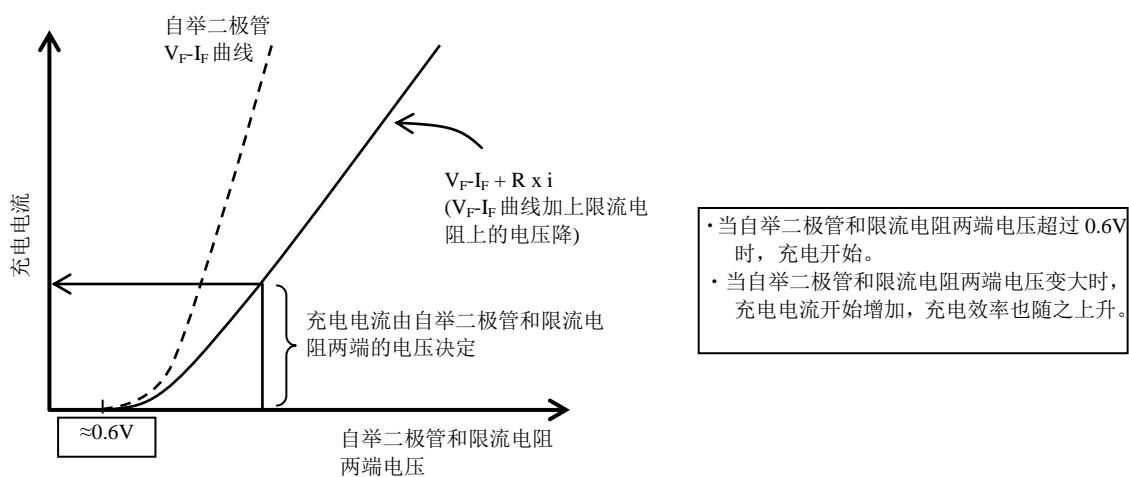 自举二极管
VF-IF 曲线
充电电流
VF-IF + R x i
(VF-IF 曲线加上限流电
阻上的电压降)
充电电流由自举二极管和限流电
阻两端的电压决定
≈0.6V
自举二极管和限流电阻
两端电压
·当自举二极管和限流电阻两端电压超过 0.6V
时，充电开始。
·当自举二极管和限流电阻两端电压变大时，
充电电流开始增加，充电效率也随之上升。